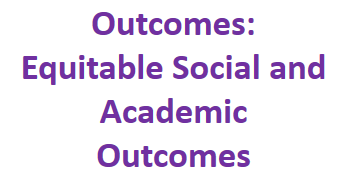 Outcomes:
Equitable Social and
Academic
Outcomes